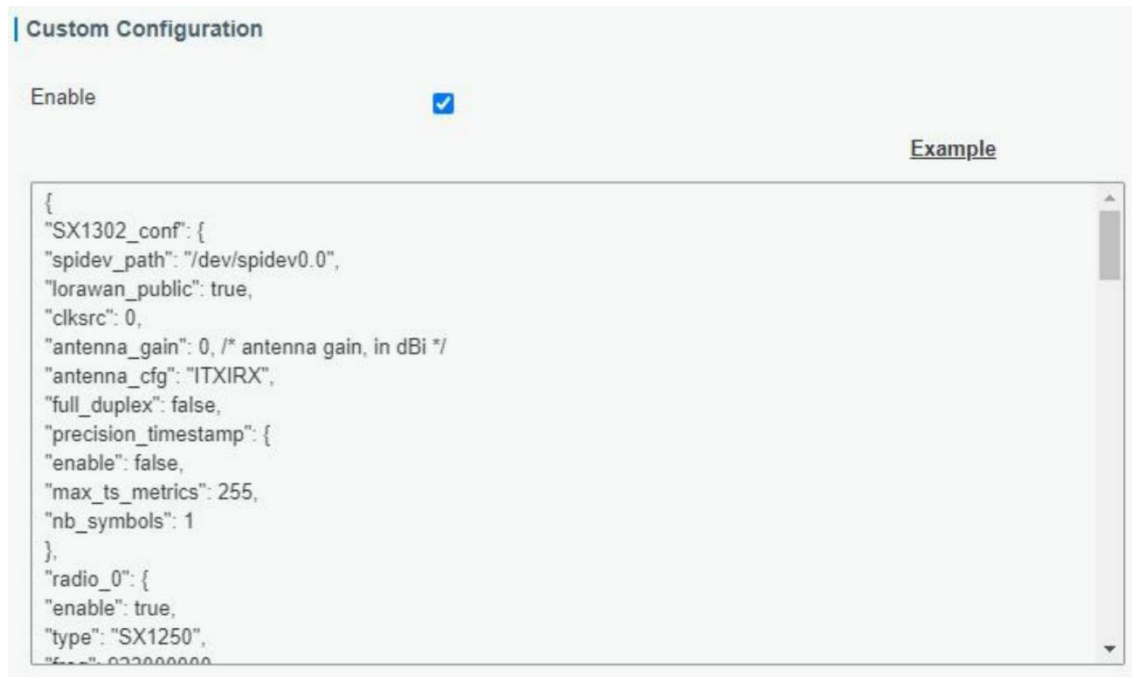 Custom Configuration
Enable
Example
{
"SX1302_conf": {
"spidev_path": "/dev/spidev0.0",
"lorawan_public": true,
"clksrc": 0,
"antenna_gain": 0, /* antenna gain, in dBi */
"antenna_cfg": "ITXIRX",
"full_duplex": false,
"precision_timestamp": {
"enable": false,
"max_ts_metrics": 255,
"nb_symbols": 1
},
"radio_0": {
"enable": true,
"type": "SX1250",